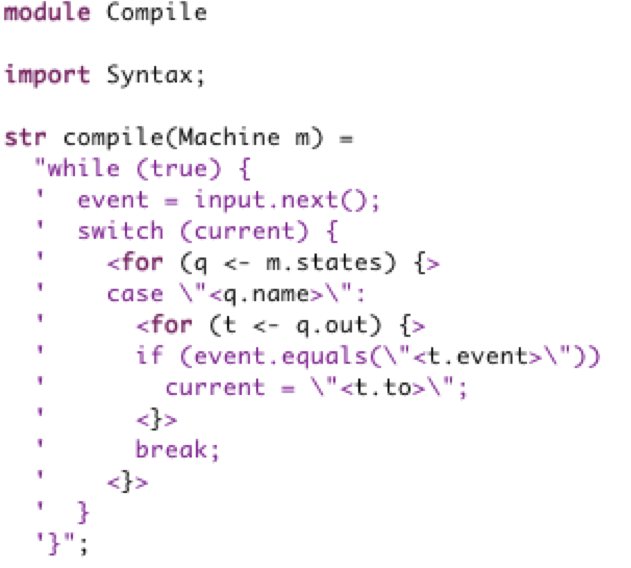 module Compile

import Syntax;

str compile(Machine m) =
  "while (true) {
  '  event = input.next();
  '  switch (current) {
  '    <for (q <- m.states) {>
  '    case \"<q.name>\":
  '      <for (t <- q.out) {>
  '      if (event.equals(\"<t.event>\"))
  '        current = \"<t.to>\";
  '      <}>
  '      break;
  '    <}>
  '  }
  '}";